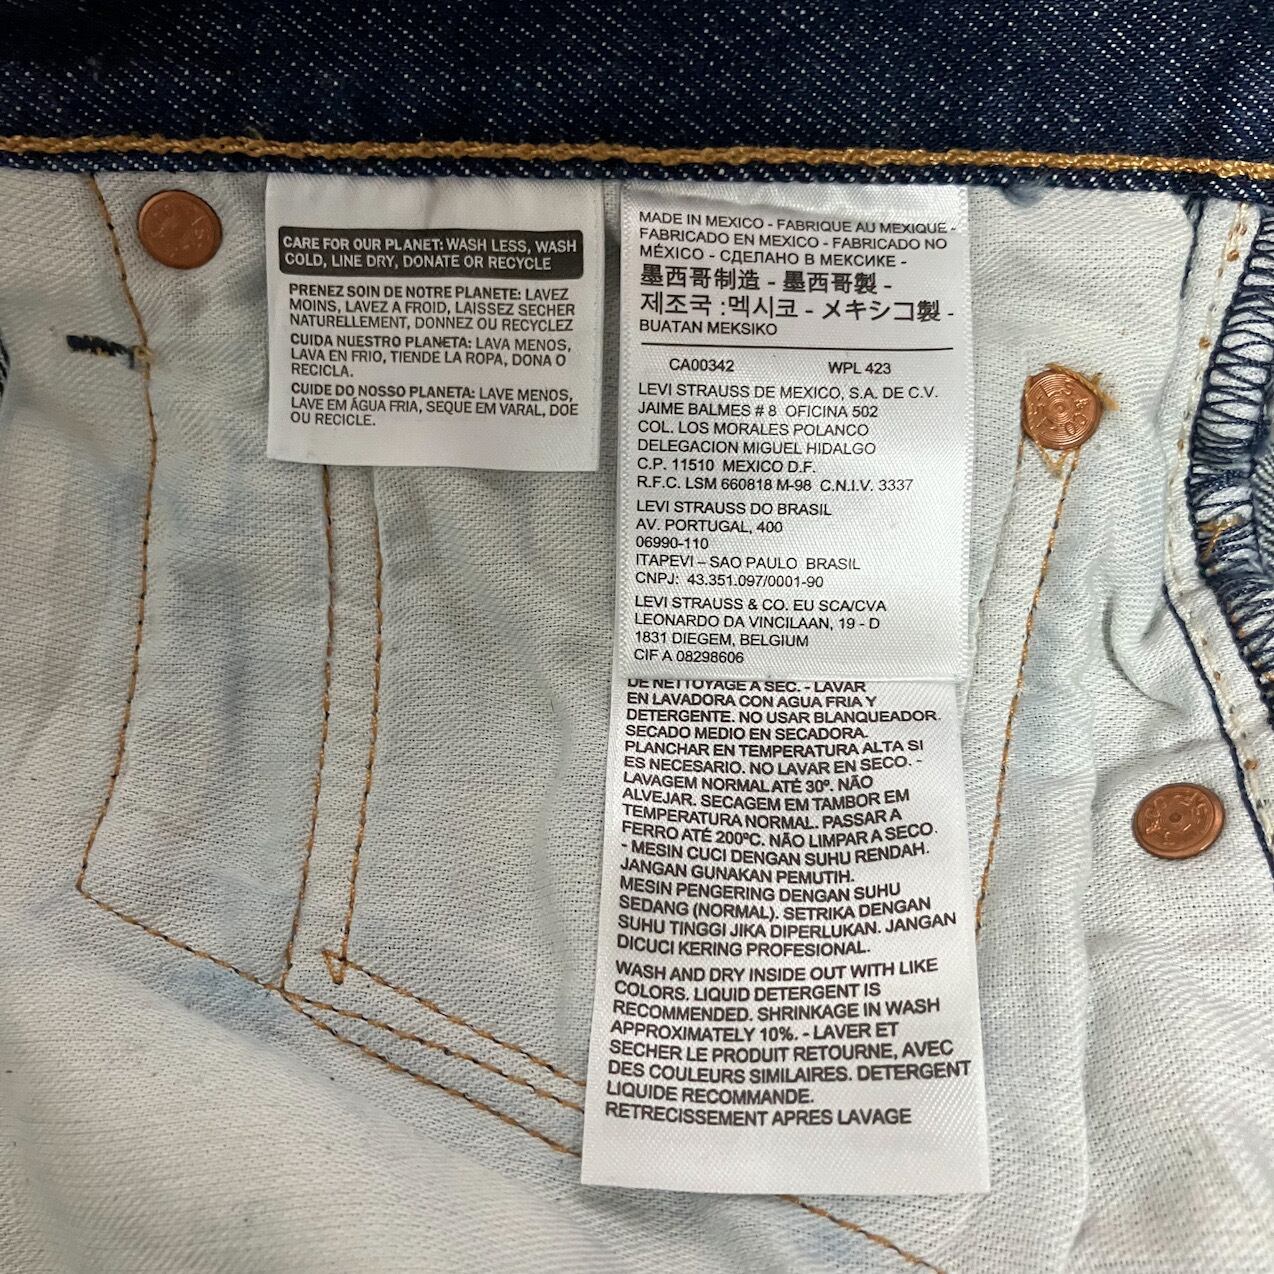 CARE FOR OUR PLANET: WASH LESS, WASH
COLD, LINE DRY, DONATE OR RECYCLE
PRENEZ SOIN DE NOTRE PLANETE: LAVEZ
MOINS, LAVEZ A FROID, LAISSEZ SECHER
NATURELLEMENT, DONNEZ OU RECYCLEZ
CUIDA NUESTRO PLANETA: LAVA MENOS,
LAVA EN FRIO, TIENDE LA ROPA, DONA O
RECICLA.
CUIDE DO NOSSO PLANETA: LAVE MENOS,
LAVE EM ÁGUA FRIA, SEQUE EM VARAL, DOE
OU RECICLE.
MADE IN MEXICO - FABRIQUE AU MEXIQUE -
FABRICADO EN MEXICO - FABRICADO NO
MÉXICO - СДЕЛАНО В МЕКСИКЕ -
墨西哥制造 - 墨西哥製 -
제조국 :멕시코 - メキシコ製 -
BUATAN MEKSIKO
CA00342 WPL 423
LEVI STRAUSS DE MEXICO, S.A. DE C.V.
JAIME BALMES # 8 OFICINA 502
COL. LOS MORALES POLANCO
DELEGACION MIGUEL HIDALGO
C.P. 11510 MEXICO D.F.
R.F.C. LSM 660818 M-98 C.N.I.V. 3337
LEVI STRAUSS DO BRASIL
AV. PORTUGAL, 400
06990-110
ITAPEVI – SAO PAULO BRASIL
CNPJ: 43.351.097/0001-90
LEVI STRAUSS & CO. EU SCA/CVA
LEONARDO DA VINCILAAN, 19 - D
1831 DIEGEM, BELGIUM
CIF A 08298606
DE NETTOYAGE A SEC. - LAVAR
EN LAVADORA CON AGUA FRIA Y
DETERGENTE. NO USAR BLANQUEADOR.
SECADO MEDIO EN SECADORA.
PLANCHAR EN TEMPERATURA ALTA SI
ES NECESARIO. NO LAVAR EN SECO. -
LAVAGEM NORMAL ATÉ 30º. NÃO
ALVEJAR. SECAGEM EM TAMBOR EM
TEMPERATURA NORMAL. PASSAR A
FERRO ATÉ 200ºC. NÃO LIMPAR A SECO.
- MESIN CUCI DENGAN SUHU RENDAH.
JANGAN GUNAKAN PEMUTIH.
MESIN PENGERING DENGAN SUHU
SEDANG (NORMAL). SETRIKA DENGAN
SUHU TINGGI JIKA DIPERLUKAN. JANGAN
DICUCI KERING PROFESIONAL.
WASH AND DRY INSIDE OUT WITH LIKE
COLORS. LIQUID DETERGENT IS
RECOMMENDED. SHRINKAGE IN WASH
APPROXIMATELY 10%. - LAVER ET
SECHER LE PRODUIT RETOURNE, AVEC
DES COULEURS SIMILAIRES. DETERGENT
LIQUIDE RECOMMANDE.
RETRECISSEMENT APRES LAVAGE